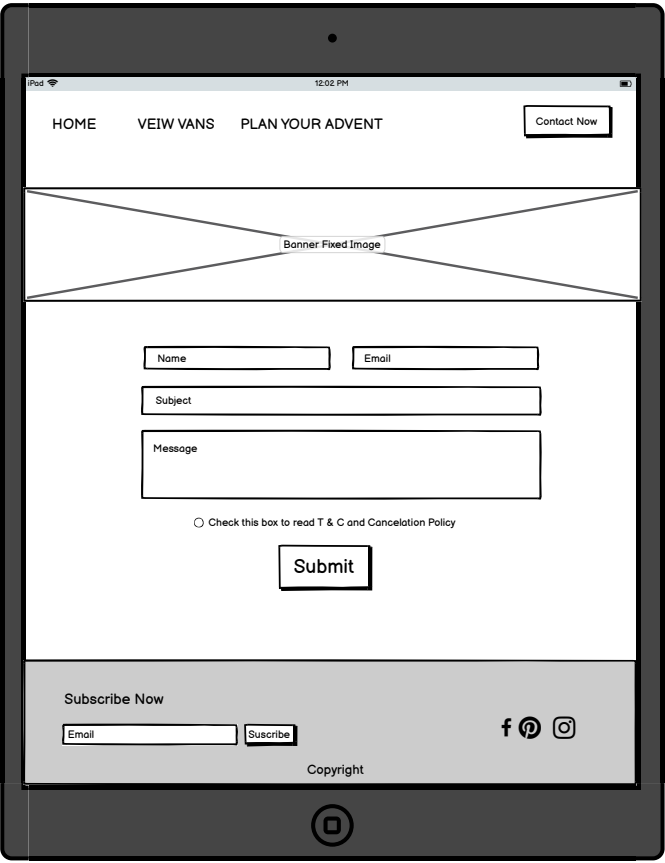 iPad 12:02 PM
HOME VEIW VANS PLAN YOUR ADVENT Contact Now
Banner Fixed Image
Name Email
Subject
Message
Check this box to read T & C and Cancelation Policy
Submit
Subscribe Now
Email Suscribe
Copyright